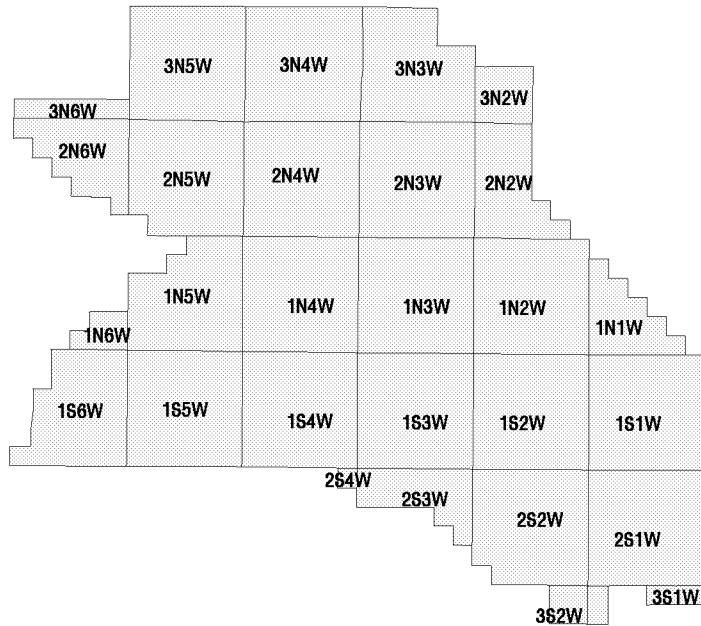 3N5W 3N4W 3N3W
3N2W
3N6W
2N6W 2N5W 2N4W 2N3W 2N2W
1N5W 1N4W 1N3W 1N2W
1N6W 1N1W
1S6W 1S5W 1S4W 1S3W 1S2W 1S1W
2S4W 2S3W
2S2W 2S1W
3S2W 3S1W